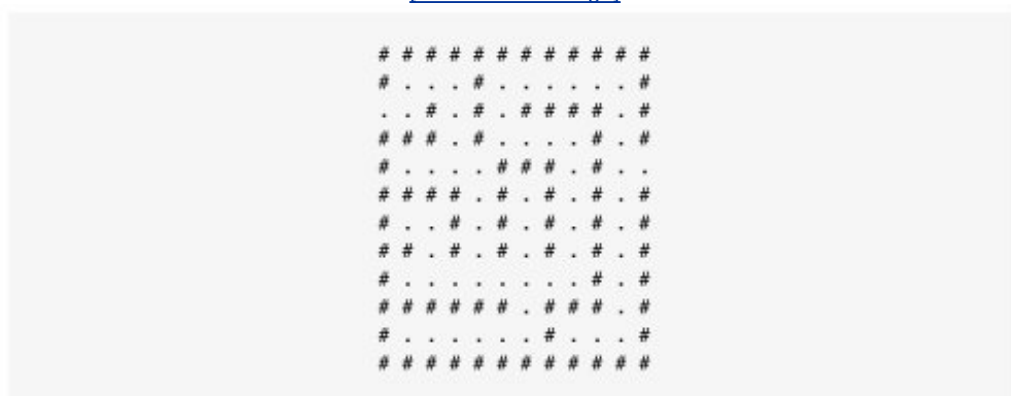 # # # # # # # # # # # #
# . . . # . . . . . . #
. . # . # . # # # # . #
# # # . # . . . . # . #
# . . . . # # # . # . .
# # # # . # . # . # . #
# . . # . # . # . # . #
# # . # . # . # . # . #
# . . . . . . . . # . #
# # # # # # . # # # . #
# . . . . . . # . . . #
# # # # # # # # # # # #